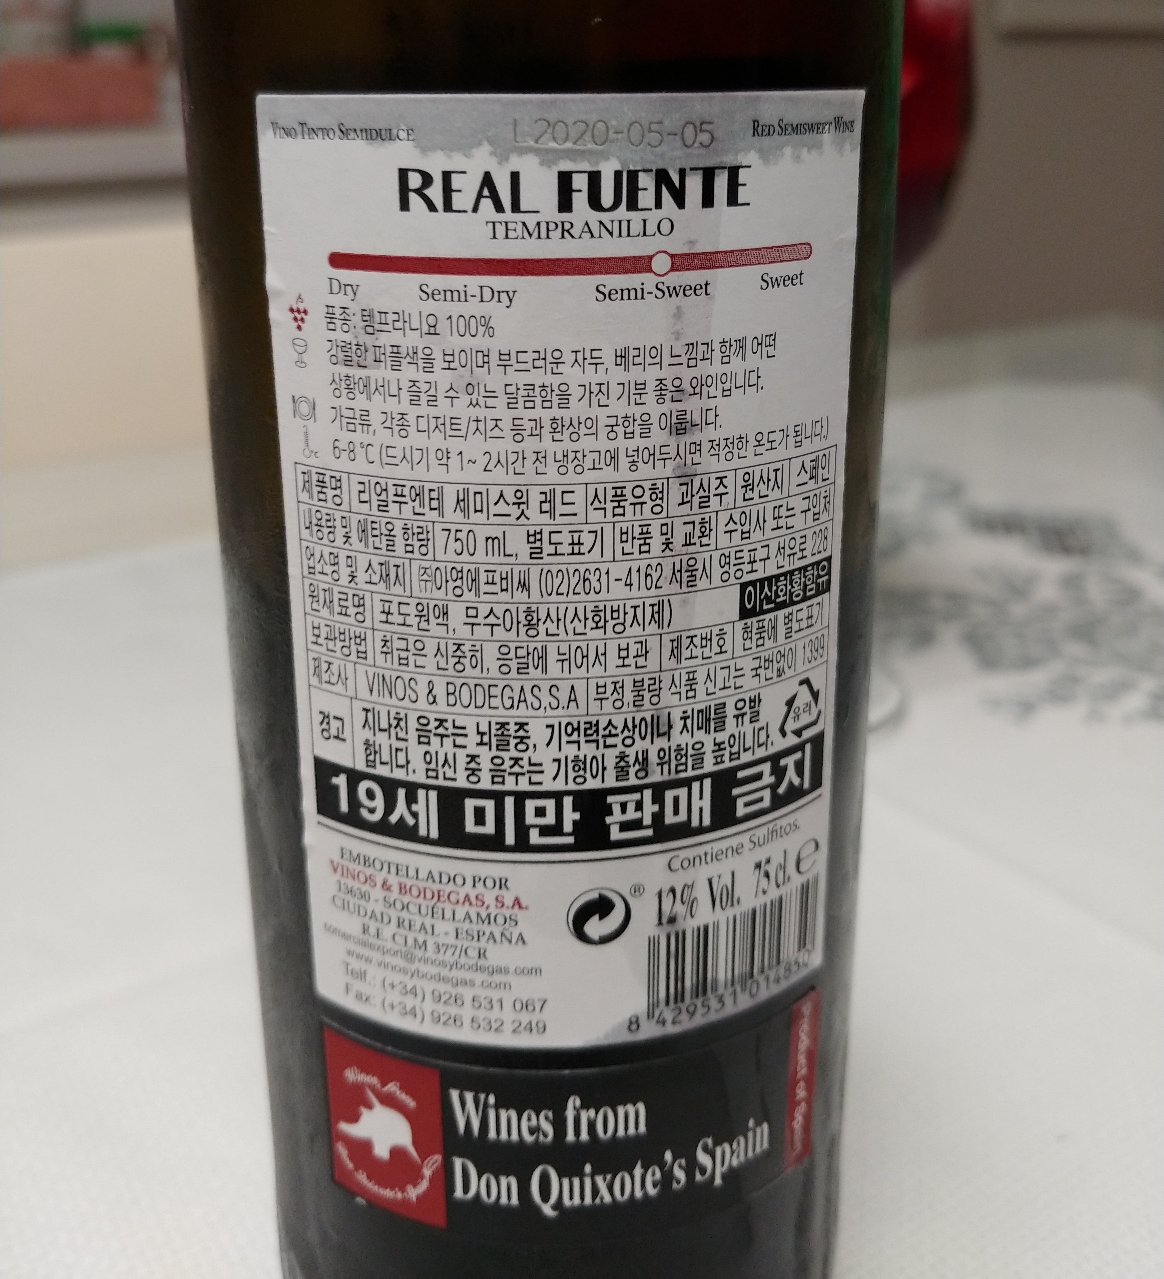 VINO TINTO SEMIDULCE
L2020-05-05
RED SEMISWEET WINE
REAL FUENTE
TEMPRANILLO
Dry Semi-Dry Semi-Sweet Sweet
품종: 템프라니요 100%
강렬한 퍼플색을 보이며 부드러운 자두, 베리의 느낌과 함께 어떤
상황에서나 즐길 수 있는 달콤함을 가진 기분 좋은 와인입니다.
가금류, 각종 디저트/치즈 등과 환상의 궁합을 이룹니다.
6-8℃ (드시기 약 1~ 2시간 전 냉장고에 넣어두시면 적정한 온도가 됩니다.)
제품명 리얼푸엔테 세미스윗 레드 식품유형 과실주 원산지 스페인
내용량 및 에탄올 함량 750 mL, 별도표기 반품 및 교환 수입사 또는 구입처
업소명 및 소재지 ㈜아영에프비씨 (02)2631-4162 서울시 영등포구 선유로 228
원재료명 포도원액, 무수아황산(산화방지제) 이산화황함유
보관방법 취급은 신중히, 응달에 뉘어서 보관 제조번호 현품에 별도표기
제조사 VINOS & BODEGAS,S.A 부정,불량 식품 신고는 국번없이 1399
경고 지나친 음주는 뇌졸중, 기억력손상이나 치매를 유발
합니다. 임신 중 음주는 기형아 출생 위험을 높입니다.
유리
19세 미만 판매 금지
EMBOTELLADO POR
VINOS & BODEGAS, S.A.
13630 - SOCUÉLLAMOS
CIUDAD REAL - ESPAÑA
R.E. CLM 377/CR
www.vinosybodegas.com
Telf.: (+34) 926 531 067
Fax: (+34) 926 532 249
Contiene Sulfitos.
12% Vol. 75 cl. e
8 429531 014850
Product of Spain
Wines from
Wines from
Don Quixote's Spain